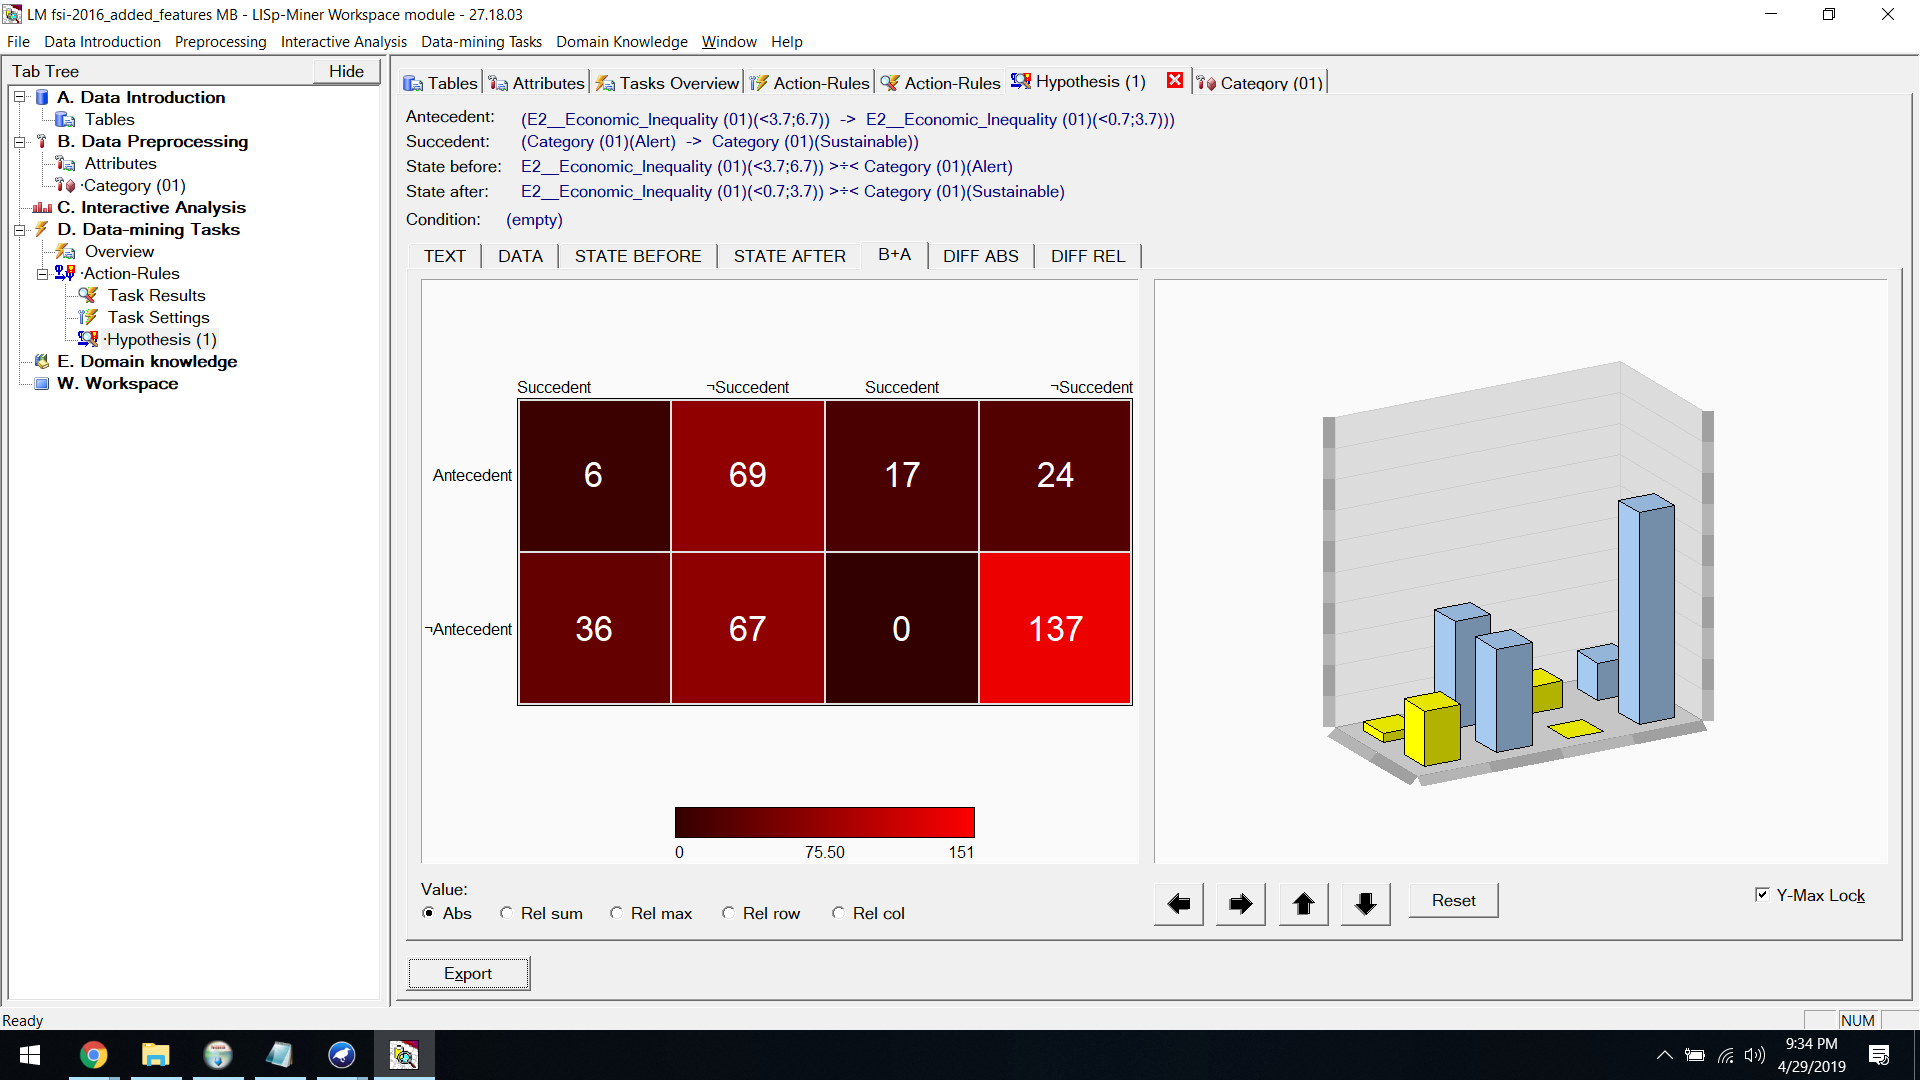 LM fsi-2016_added_features MB - LISp-Miner Workspace module - 27.18.03
File Data Introduction Preprocessing Interactive Analysis Data-mining Tasks Domain Knowledge Window Help
Tab Tree Hide
A. Data Introduction
Tables
B. Data Preprocessing
Attributes
·Category (01)
C. Interactive Analysis
D. Data-mining Tasks
Overview
·Action-Rules
Task Results
Task Settings
·Hypothesis (1)
E. Domain knowledge
W. Workspace
Tables Attributes Tasks Overview Action-Rules Action-Rules Hypothesis (1) Category (01)
Antecedent: (E2__Economic_Inequality (01)(<3.7;6.7)) -> E2__Economic_Inequality (01)(<0.7;3.7)))
Succedent: (Category (01)(Alert) -> Category (01)(Sustainable))
State before: E2__Economic_Inequality (01)(<3.7;6.7)) >÷< Category (01)(Alert)
State after: E2__Economic_Inequality (01)(<0.7;3.7)) >÷< Category (01)(Sustainable)
Condition: (empty)
TEXT DATA STATE BEFORE STATE AFTER B+A DIFF ABS DIFF REL
Succedent ¬Succedent Succedent ¬Succedent
Antecedent 6 69 17 24
¬Antecedent 36 67 0 137
0 75.50 151
Value:
Abs Rel sum Rel max Rel row Rel col
Reset
Y-Max Lock
Export
Ready
NUM
9:34 PM
4/29/2019